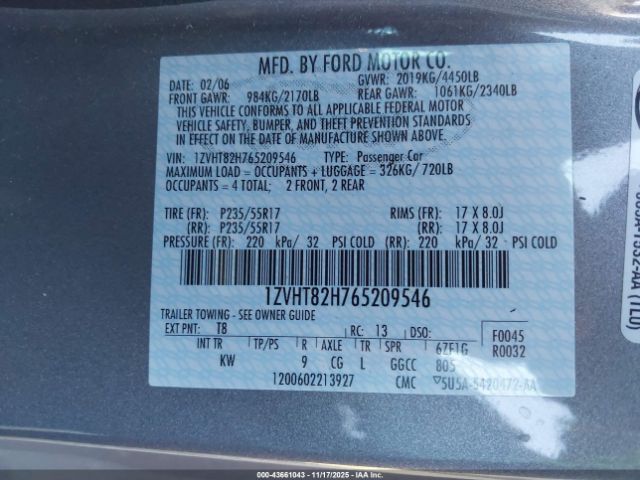 MFD. BY FORD MOTOR CO.
DATE: 02/06 GVWR: 2019KG/4450LB
FRONT GAWR: 984KG/2170LB REAR GAWR: 1061KG/2340LB
THIS VEHICLE CONFORMS TO ALL APPLICABLE FEDERAL MOTOR
VEHICLE SAFETY, BUMPER, AND THEFT PREVENTION STANDARDS
IN EFFECT ON THE DATE OF MANUFACTURE SHOWN ABOVE.
VIN: 1ZVHT82H765209546 TYPE: Passenger Car
MAXIMUM LOAD = OCCUPANTS + LUGGAGE = 326KG/720LB
OCCUPANTS = 4 TOTAL; 2 FRONT, 2 REAR
TIRE (FR): P235/55R17 RIMS (FR): 17 X 8.0J
(RR): P235/55R17 (RR): 17 X 8.0J
PRESSURE (FR): 220 kPa/ 32 PSI COLD (RR): 220 kPa/ 32 PSI COLD
1ZVHT82H765209546
TRAILER TOWING - SEE OWNER GUIDE
EXT PNT: T8 RC: 13 DSO: F0045
INT TR TP/PS R AXLE TR SPR 6ZF1G R0032
KW 9 CG L GGCC 805
1200602213927 CMC ▽5U5A-5420472-AA
IAAI.COM
00-43661043 - 11/17/2025 - IAAI.COM